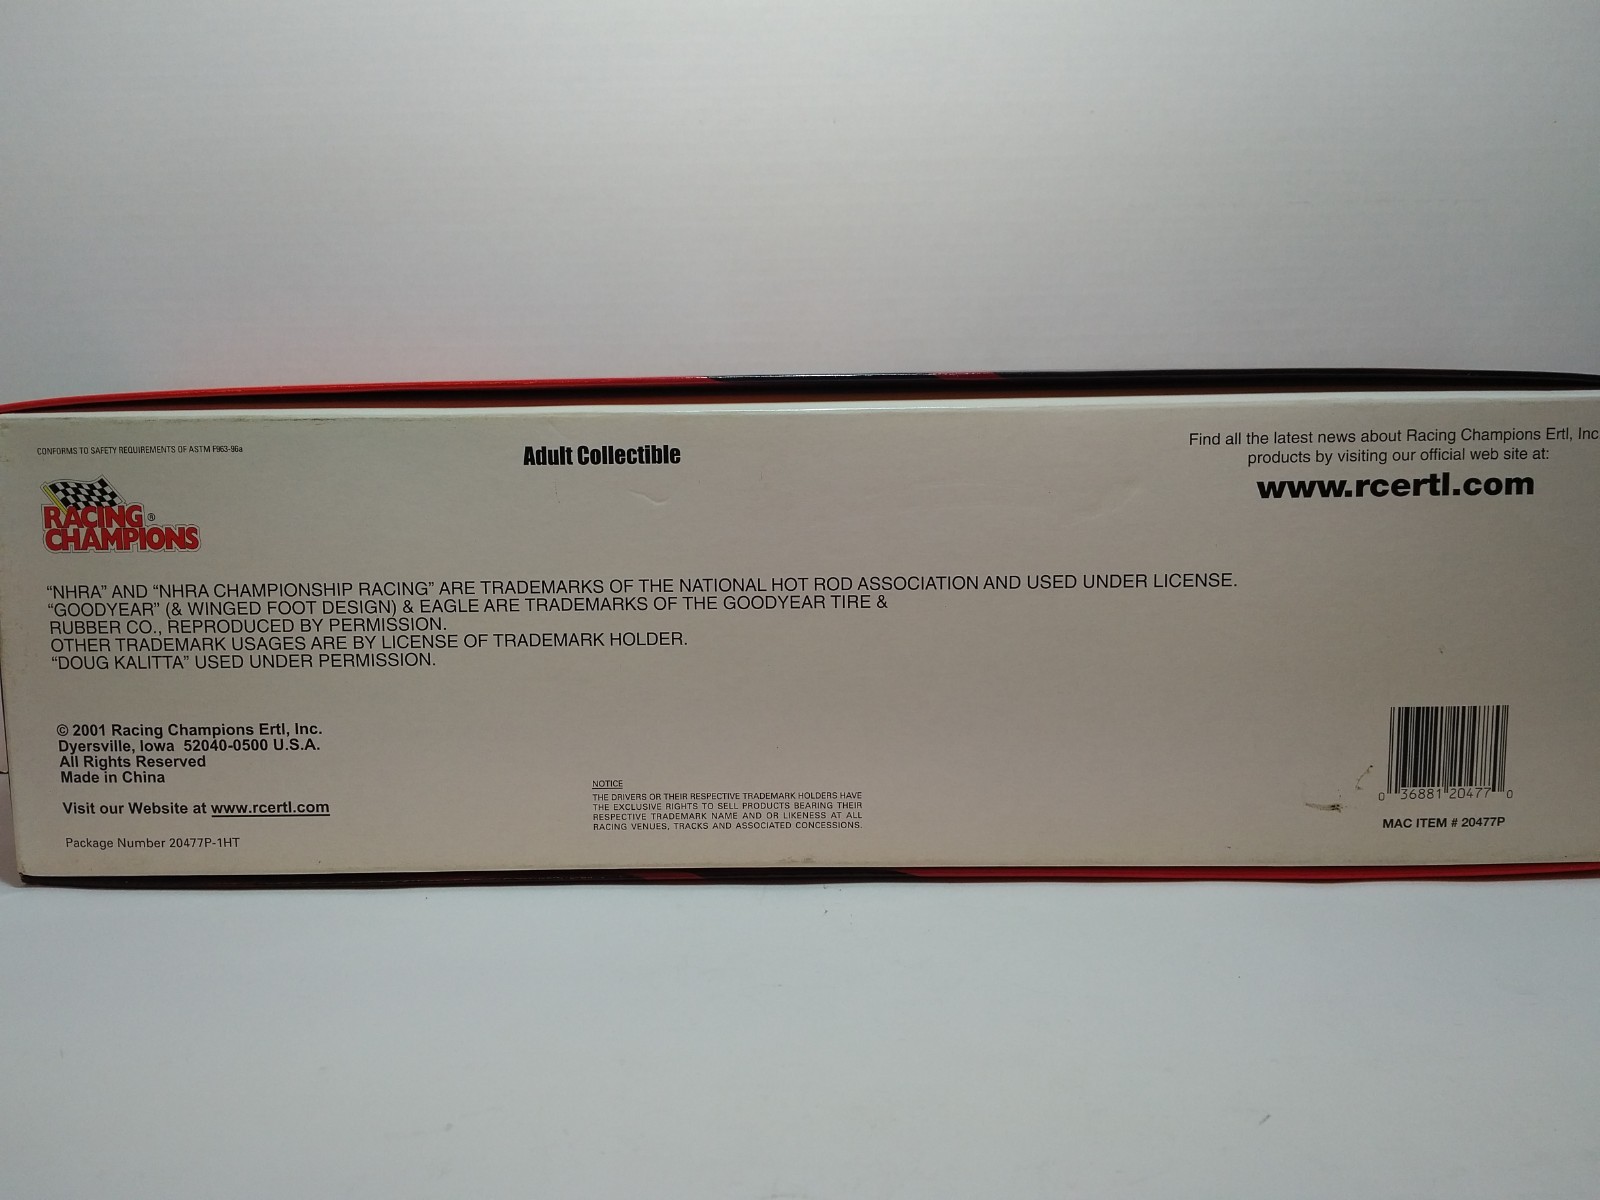 CONFORMS TO SAFETY REQUIREMENTS OF ASTM F963-96a
Adult Collectible
Find all the latest news about Racing Champions Ertl, Inc
products by visiting our official web site at:
www.rcertl.com
RACING ®
CHAMPIONS
“NHRA” AND “NHRA CHAMPIONSHIP RACING” ARE TRADEMARKS OF THE NATIONAL HOT ROD ASSOCIATION AND USED UNDER LICENSE.
“GOODYEAR” (& WINGED FOOT DESIGN) & EAGLE ARE TRADEMARKS OF THE GOODYEAR TIRE &
RUBBER CO., REPRODUCED BY PERMISSION.
OTHER TRADEMARK USAGES ARE BY LICENSE OF TRADEMARK HOLDER.
“DOUG KALITTA” USED UNDER PERMISSION.
© 2001 Racing Champions Ertl, Inc.
Dyersville, Iowa 52040-0500 U.S.A.
All Rights Reserved
Made in China
Visit our Website at www.rcertl.com
Package Number 20477P-1HT
NOTICE
THE DRIVERS OR THEIR RESPECTIVE TRADEMARK HOLDERS HAVE
THE EXCLUSIVE RIGHTS TO SELL PRODUCTS BEARING THEIR
RESPECTIVE TRADEMARK NAME AND OR LIKENESS AT ALL
RACING VENUES, TRACKS AND ASSOCIATED CONCESSIONS.
0 36881 20477 0
MAC ITEM # 20477P